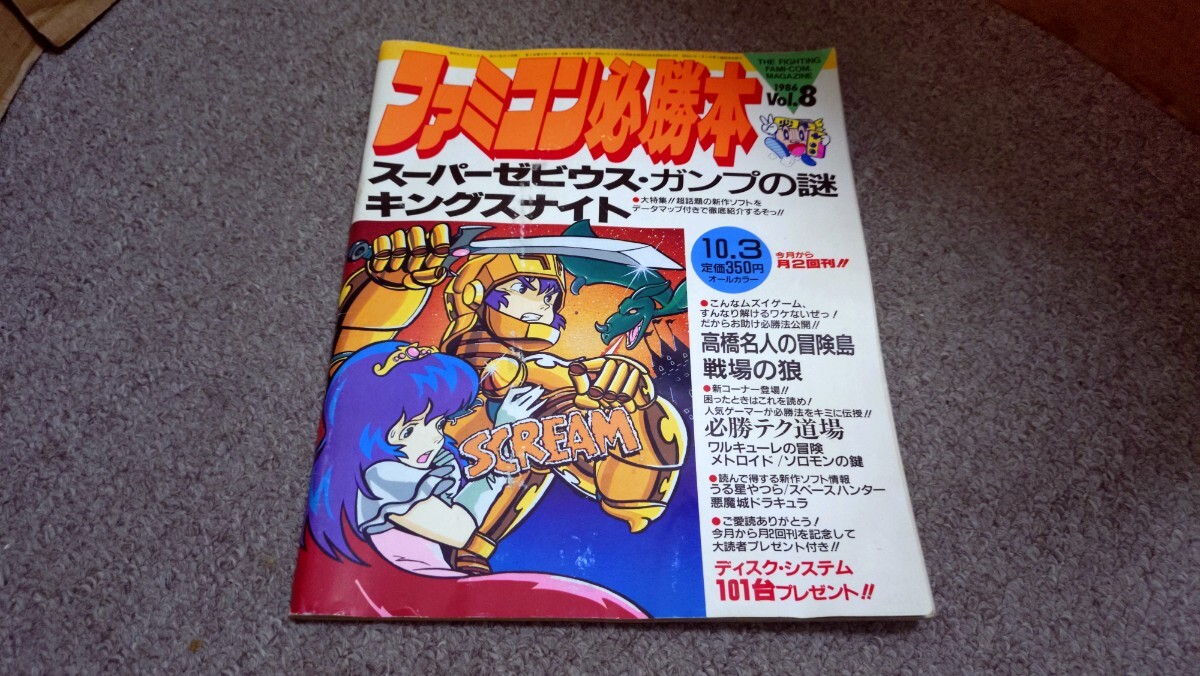 THE FIGHTING
FAMI-COM.
MAGAZINE
1986
Vol.8
ファミコン必勝本
スーパーゼビウス・ガンプの謎
キングスナイト
●大特集!!超話題の新作ソフトを
データマップ付きで徹底紹介するぞっ!!
10.3
定価350円
オールカラー
今月から
月2回刊!!
●こんなムズイゲーム、
すんなり解けるワケないぜっ!
だからお助け必勝法公開!!
高橋名人の冒険島
戦場の狼
●新コーナー登場!!
困ったときはこれを読め!
人気ゲーマーが必勝法をキミに伝授!!
必勝テク道場
ワルキューレの冒険
メトロイド/ソロモンの鍵
●読んで得する新作ソフト情報
うる星やつら/スペースハンター
悪魔城ドラキュラ
●ご愛読ありがとう!
今月から月2回刊を記念して
大読者プレゼント付き!!
ディスク・システム
101台プレゼント!!
SCREAM